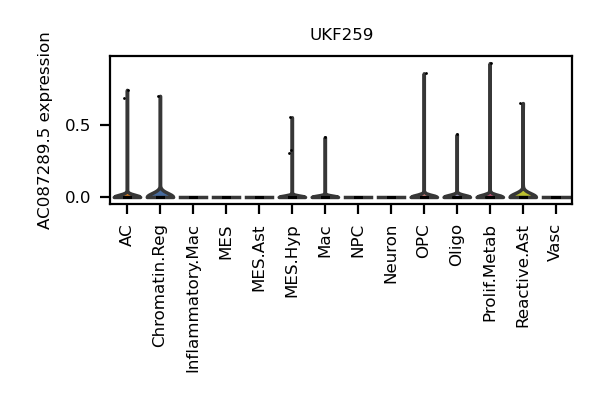 UKF259
AC087289.5 expression
0.5
0.0
AC
Chromatin.Reg
Inflammatory.Mac
MES
MES.Ast
MES.Hyp
Mac
NPC
Neuron
OPC
Oligo
Prolif.Metab
Reactive.Ast
Vasc